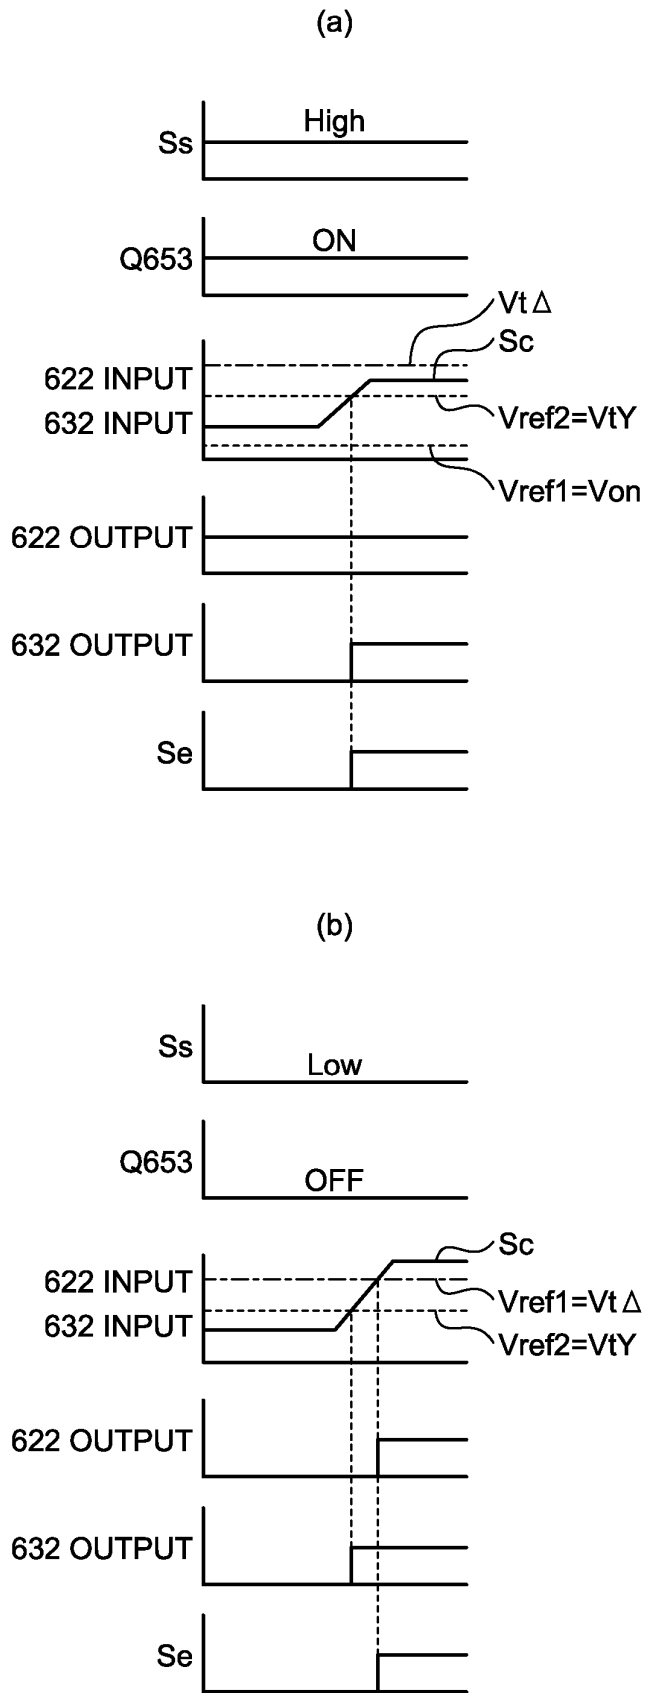 (a)
High
Ss
ON
Q653
Vt Δ
Sc
622 INPUT
632 INPUT
Vref2=VtY
Vref1=Von
622 OUTPUT
632 OUTPUT
Se
(b)
Ss
Low
Q653
OFF
Sc
622 INPUT
Vref1=Vt Δ
632 INPUT
Vref2=VtY
622 OUTPUT
632 OUTPUT
Se